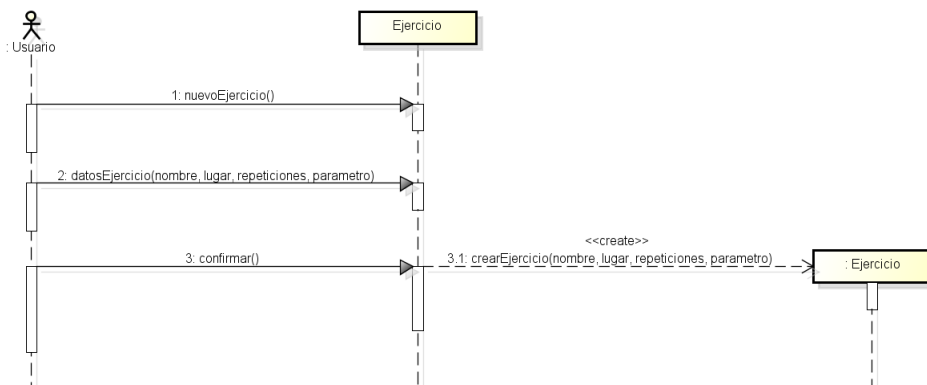 Ejercicio
: Usuario
1: nuevoEjercicio()
2: datosEjercicio(nombre, lugar, repeticiones, parametro)
<<create>>
3: confirmar()
3.1: crearEjercicio(nombre, lugar, repeticiones, parametro)
: Ejercicio